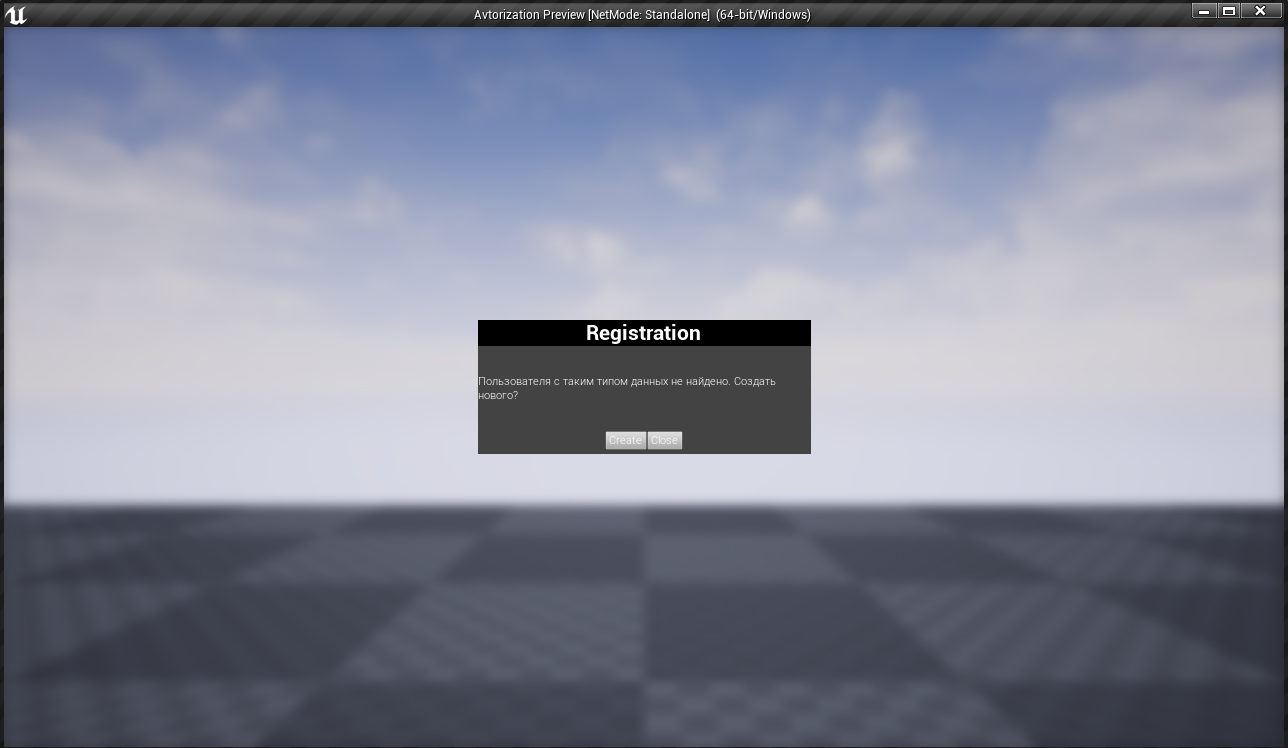 Avtorization Preview [NetMode: Standalone] (64-bit/Windows)
Registration
Пользователя с таким типом данных не найдено. Создать
нового?
Create Close